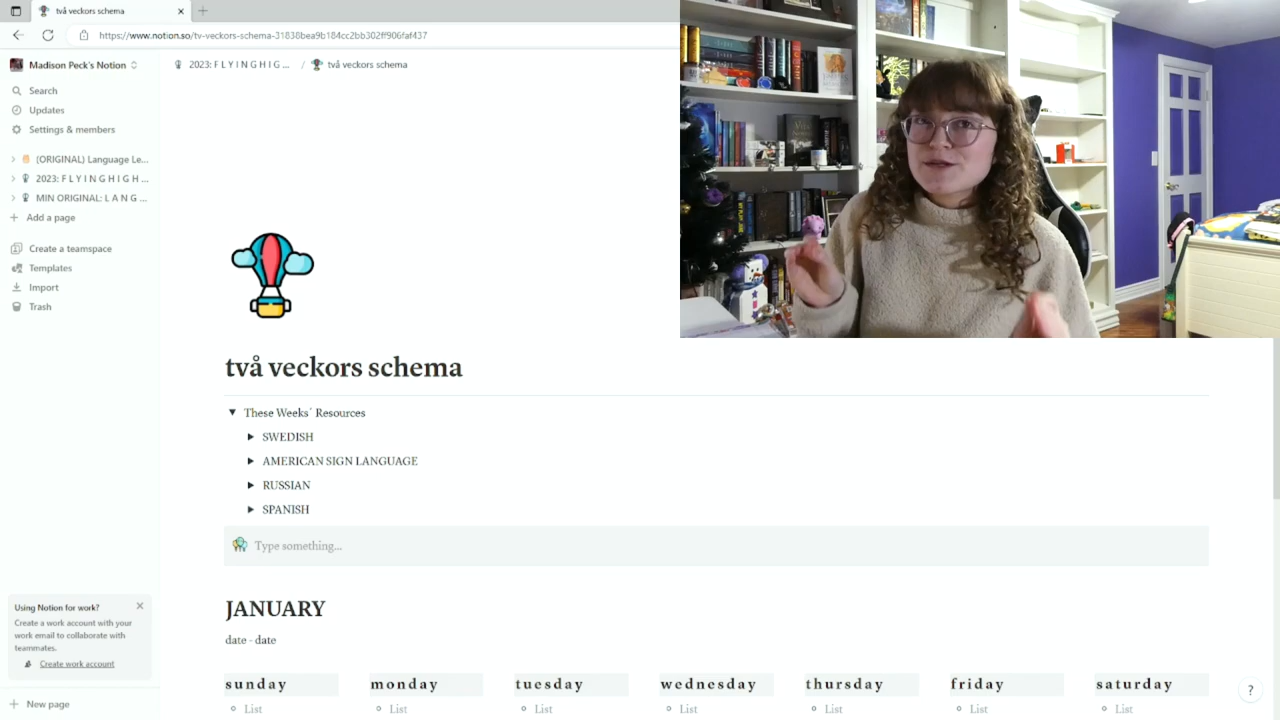 två veckors schema
https://www.notion.so/tv-veckors-schema-31838bea9b184cc2bb302ff906faf437
Madison Peck's Notion
2023: F L Y I N G H I G ... / två veckors schema
Search
Updates
Settings & members
(ORIGINAL) Language Le...
2023: F L Y I N G H I G H ...
MIN ORIGINAL: L A N G ...
Add a page
Create a teamspace
Templates
Import
Trash
två veckors schema
These Weeks´ Resources
SWEDISH
AMERICAN SIGN LANGUAGE
RUSSIAN
SPANISH
Type something...
JANUARY
date - date
sunday monday tuesday wednesday thursday friday saturday
List List List List List List List
Using Notion for work?
Create a work account with your
work email to collaborate with
teammates.
Create work account
New page
?